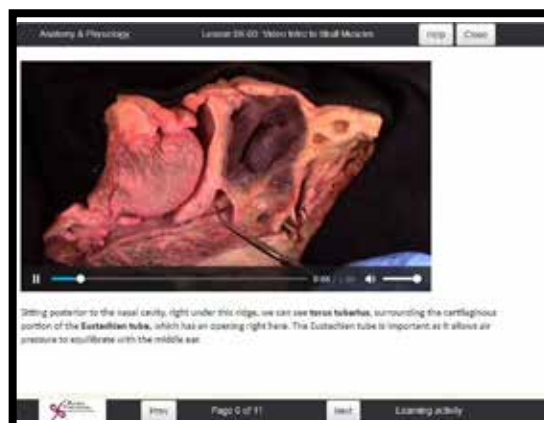 Anatomy & Physiology Lesson 06-03: Video Intro to Skull Muscles Help Close
Sitting posterior to the nasal cavity, right under this ridge, we can see torus tubarius, surrounding the cartilaginous
portion of the Eustachian tube, which has an opening right here. The Eustachian tube is important as it allows air
pressure to equilibrate with the middle ear.
Prev Page 6 of 11 Next Learning activity